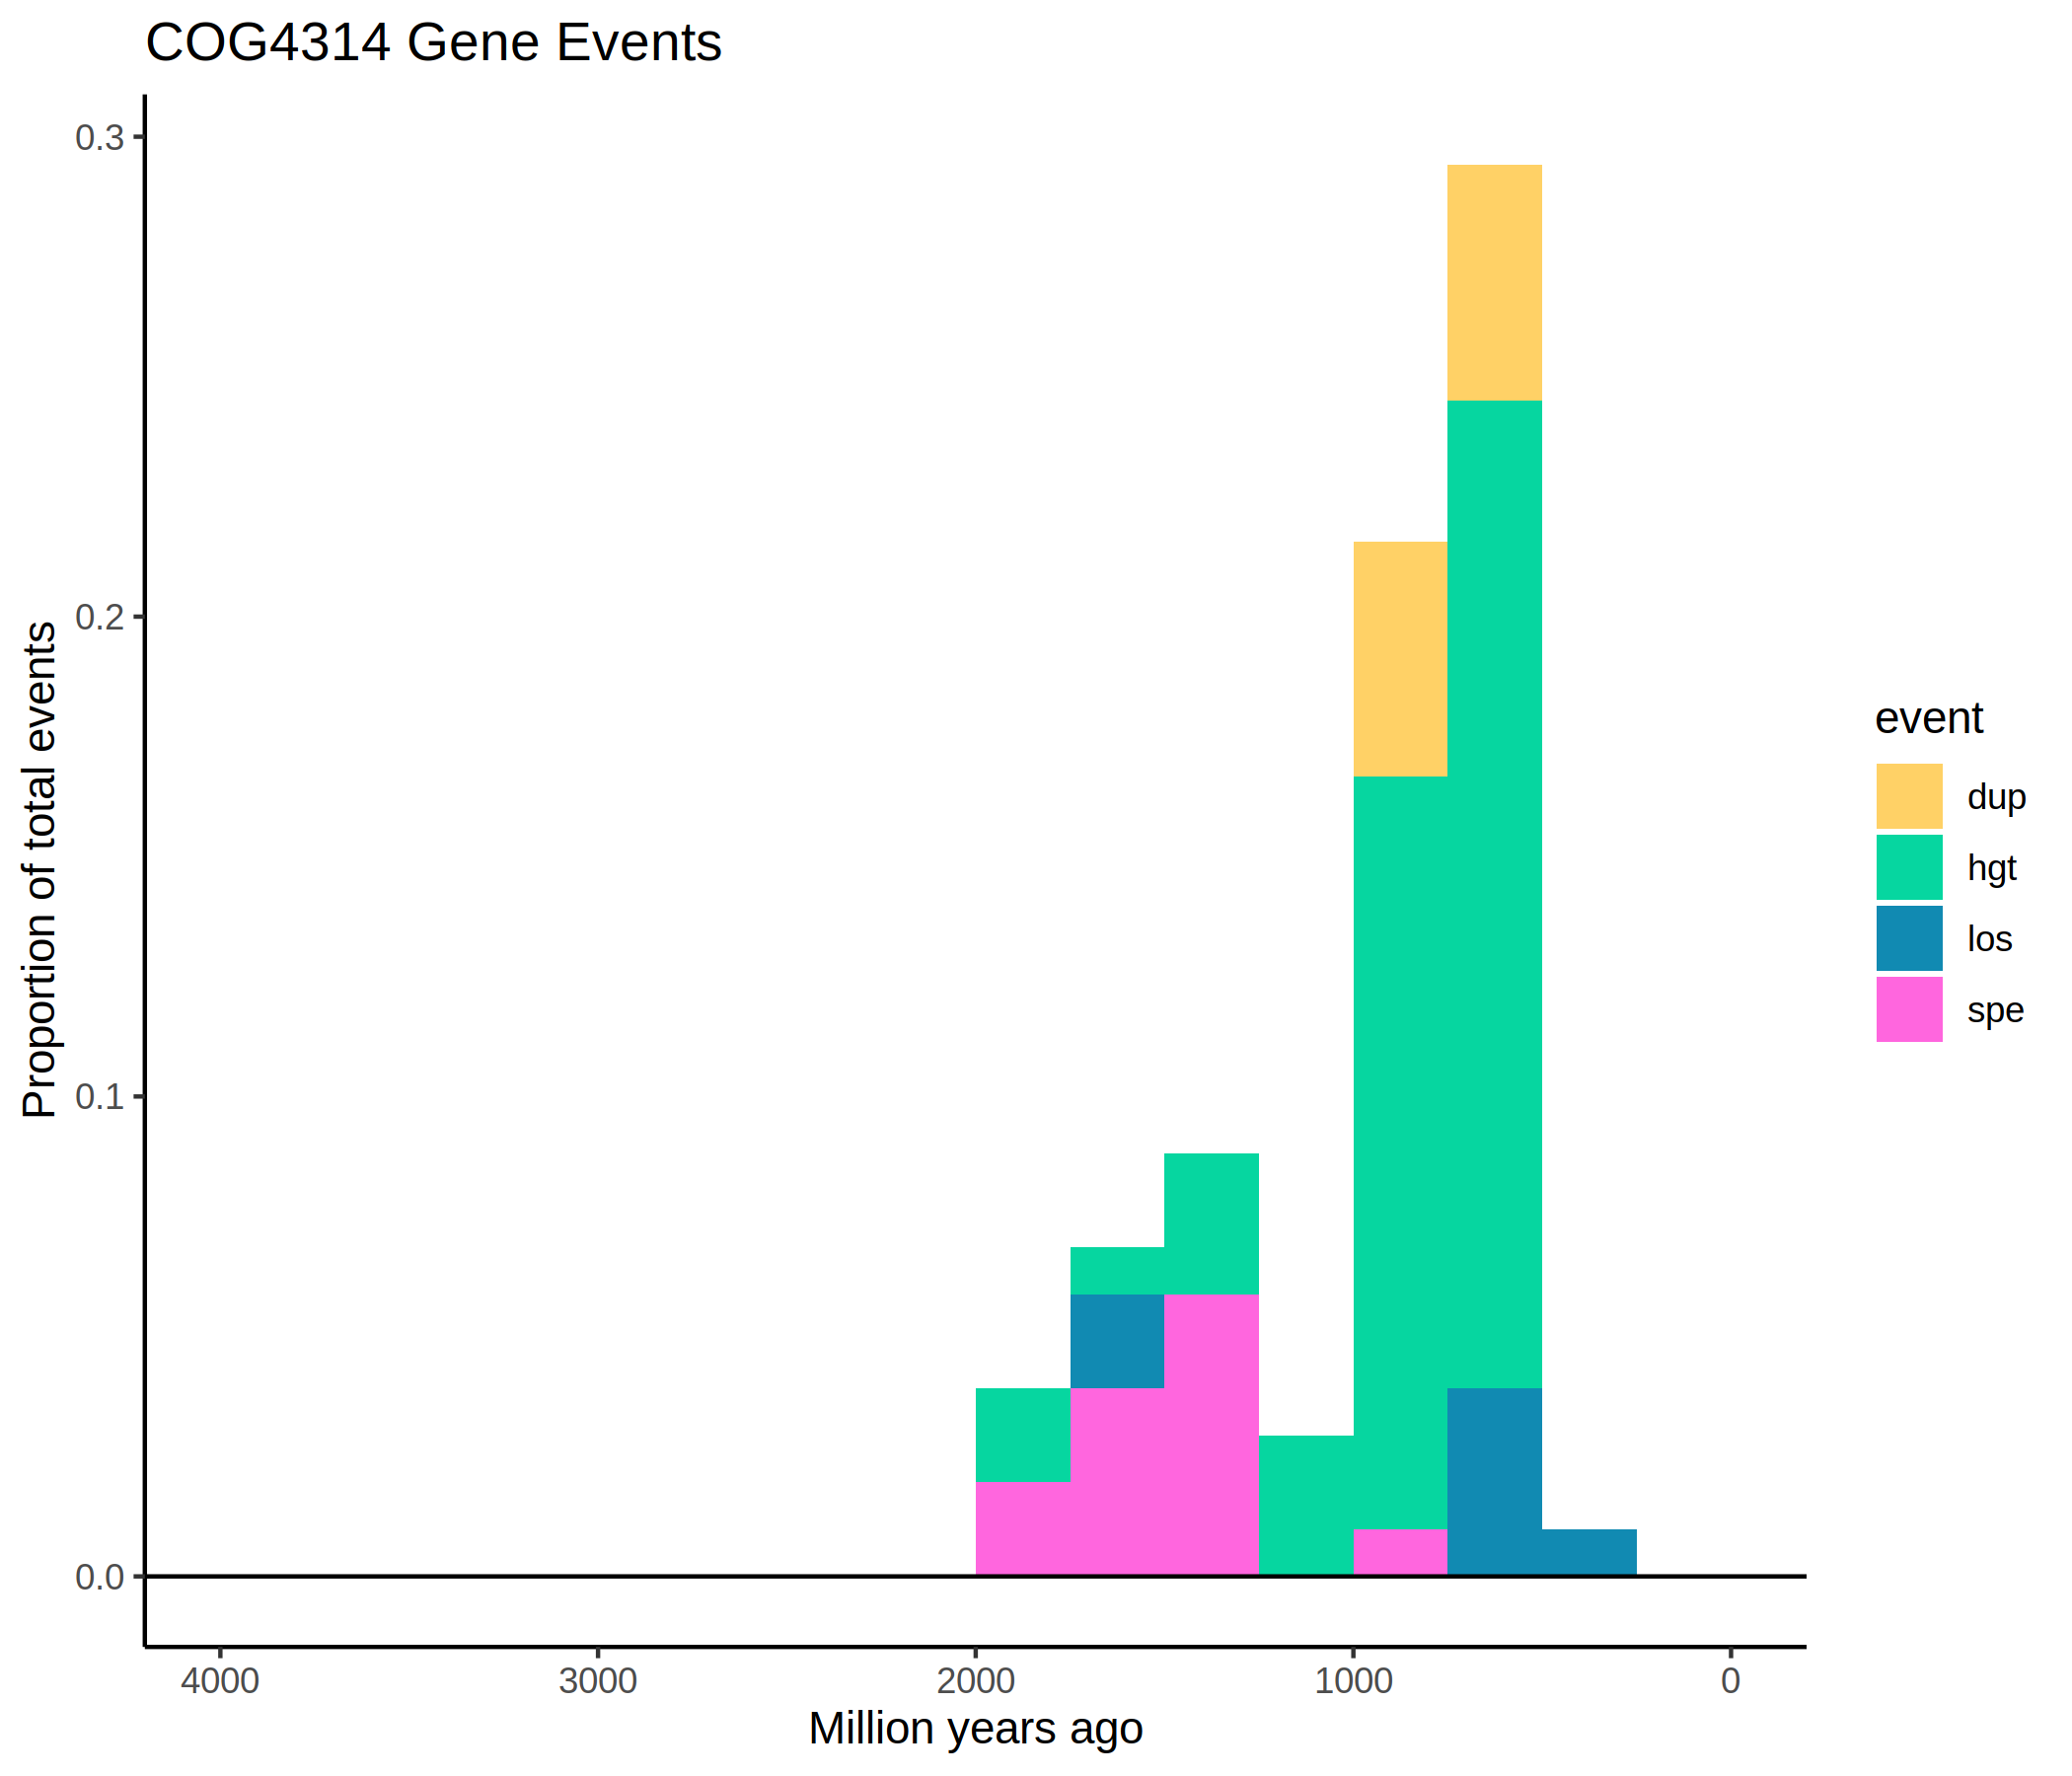 COG4314 Gene Events
0.3
0.2
0.1
0.0
Proportion of total events
4000 3000 2000 1000 0
Million years ago
event
dup
hgt
los
spe